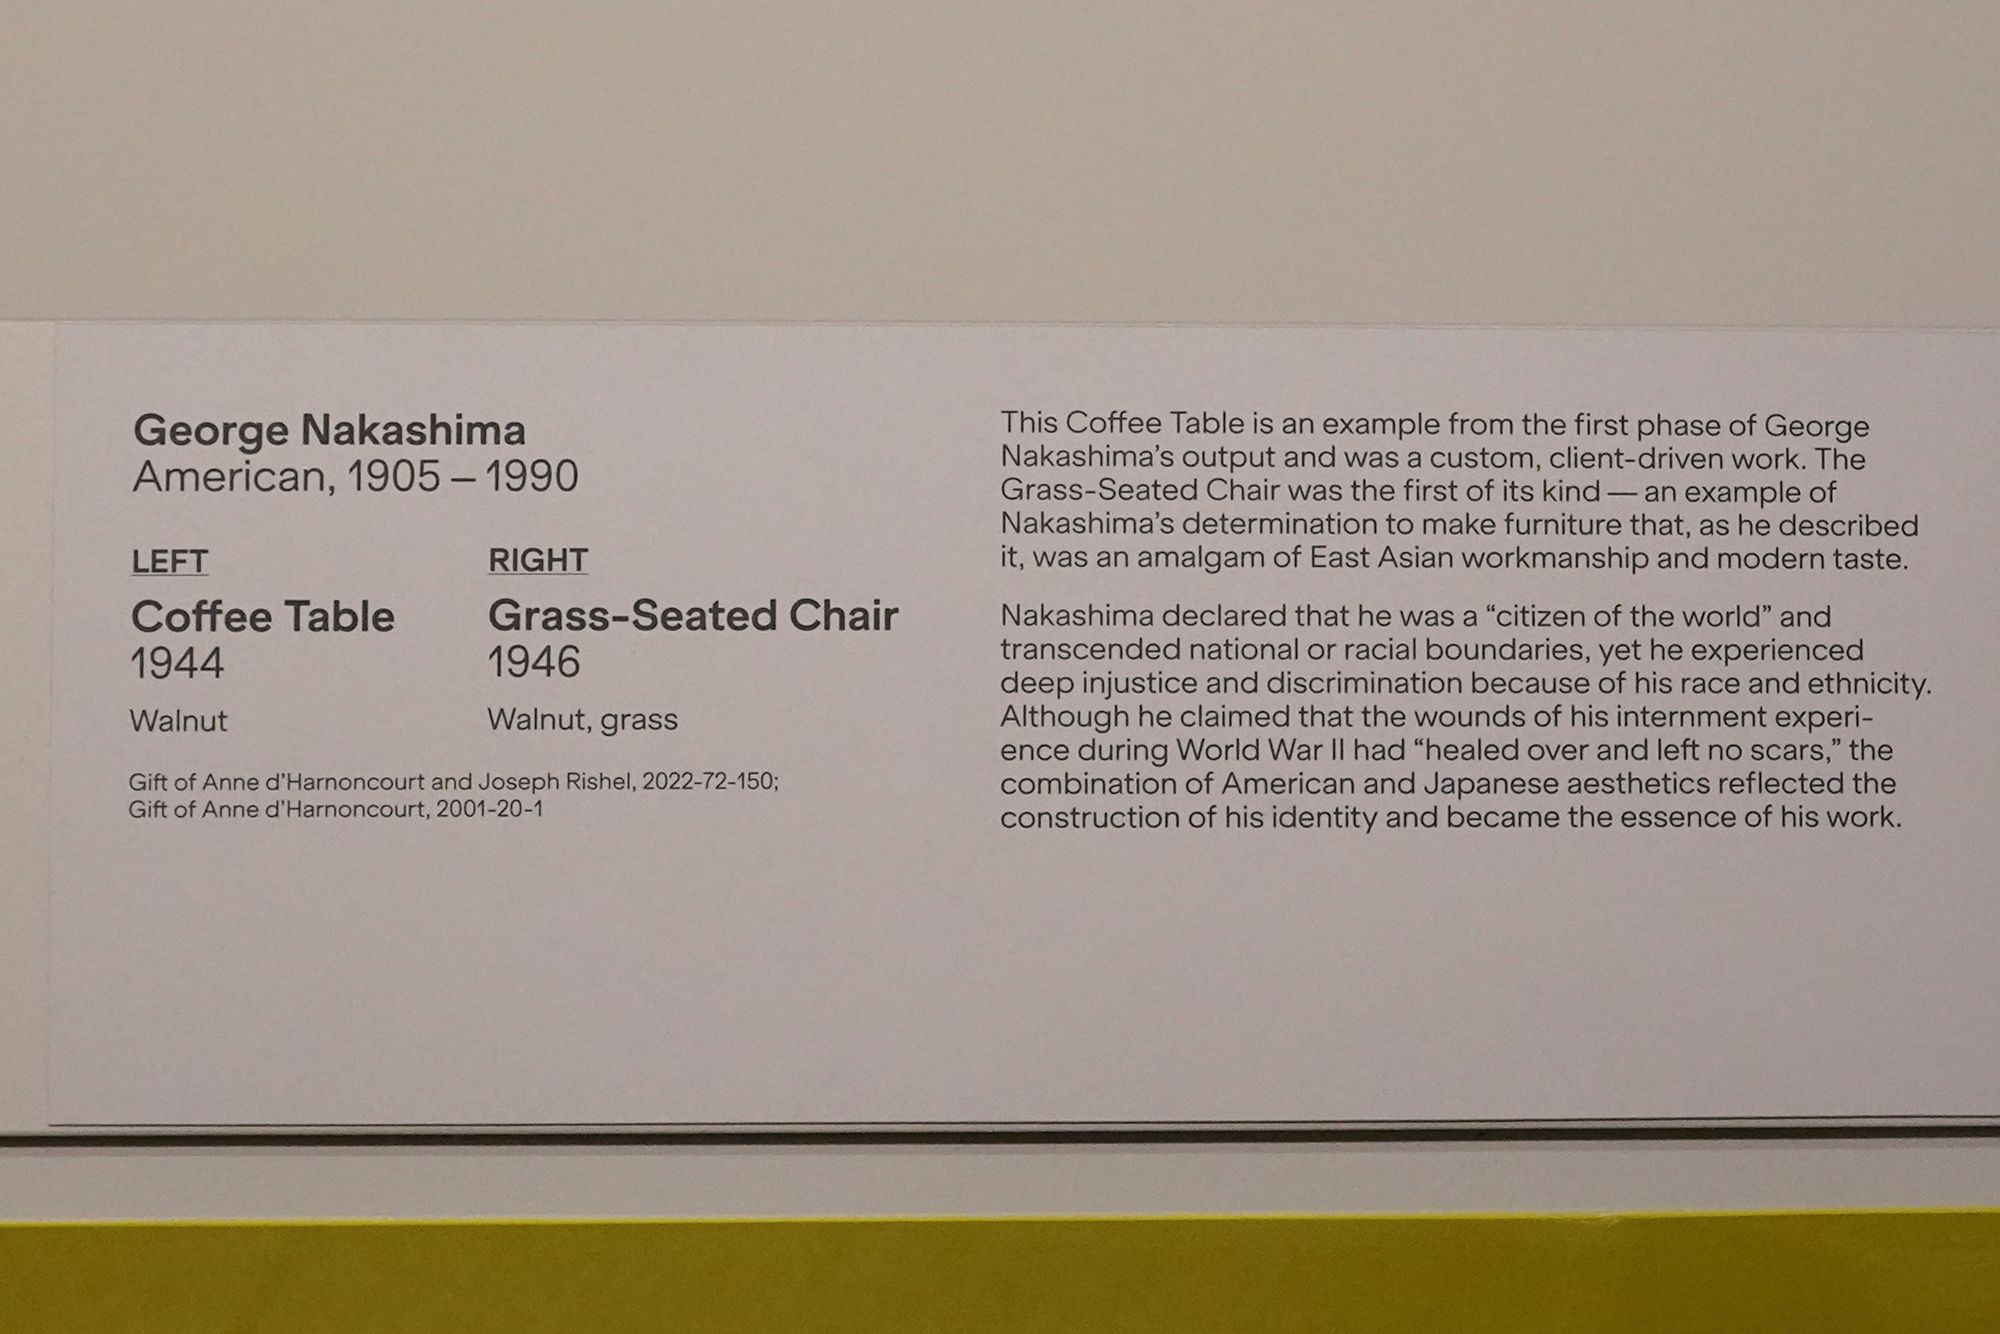 George Nakashima
American, 1905 – 1990
LEFT
Coffee Table
1944
Walnut
RIGHT
Grass-Seated Chair
1946
Walnut, grass
Gift of Anne d'Harnoncourt and Joseph Rishel, 2022-72-150;
Gift of Anne d'Harnoncourt, 2001-20-1
This Coffee Table is an example from the first phase of George
Nakashima's output and was a custom, client-driven work. The
Grass-Seated Chair was the first of its kind — an example of
Nakashima's determination to make furniture that, as he described
it, was an amalgam of East Asian workmanship and modern taste.
Nakashima declared that he was a “citizen of the world” and
transcended national or racial boundaries, yet he experienced
deep injustice and discrimination because of his race and ethnicity.
Although he claimed that the wounds of his internment experi-
ence during World War II had “healed over and left no scars,” the
combination of American and Japanese aesthetics reflected the
construction of his identity and became the essence of his work.